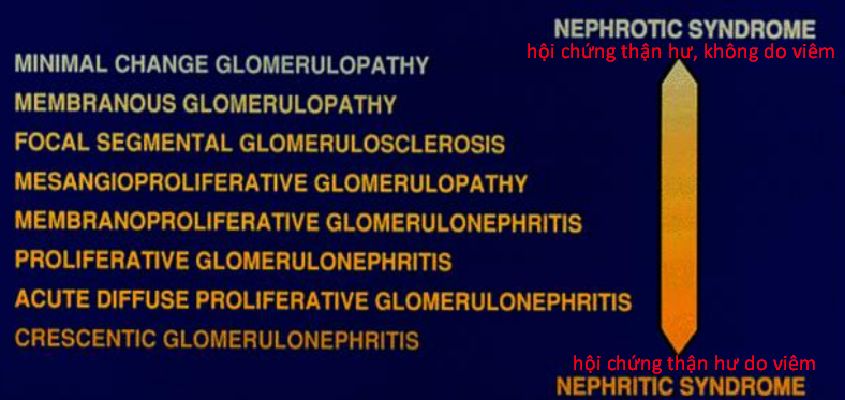 NEPHROTIC SYNDROME
hội chứng thận hư, không do viêm
MINIMAL CHANGE GLOMERULOPATHY
MEMBRANOUS GLOMERULOPATHY
FOCAL SEGMENTAL GLOMERULOSCLEROSIS
MESANGIOPROLIFERATIVE GLOMERULOPATHY
MEMBRANOPROLIFERATIVE GLOMERULONEPHRITIS
PROLIFERATIVE GLOMERULONEPHRITIS
ACUTE DIFFUSE PROLIFERATIVE GLOMERULONEPHRITIS
CRESCENTIC GLOMERULONEPHRITIS
hội chứng thận hư do viêm
NEPHRITIC SYNDROME